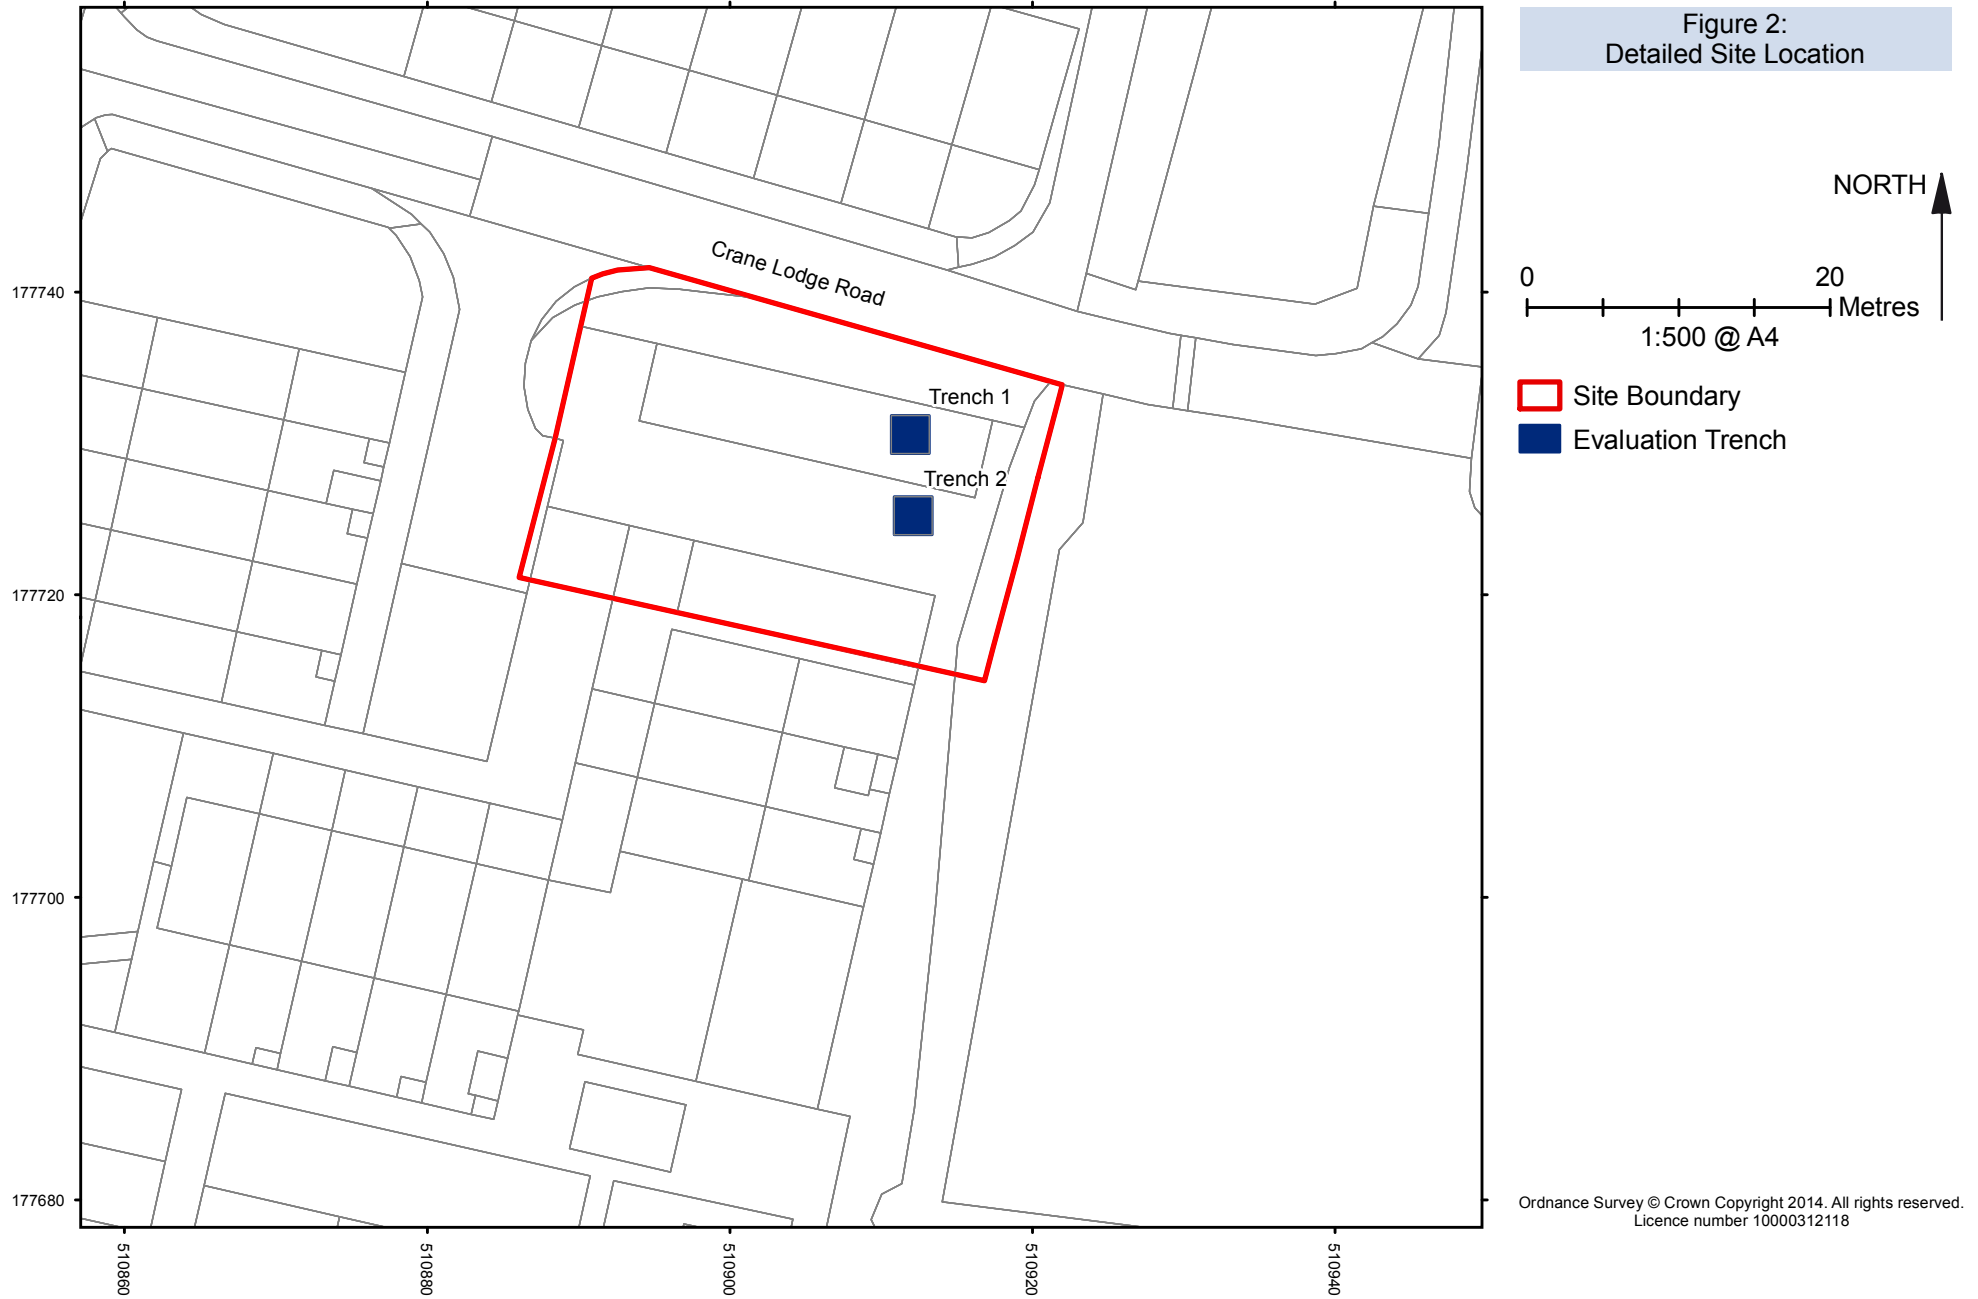 Figure 2:
Detailed Site Location
NORTH
0 20
Metres
1:500 @ A4
Site Boundary
Evaluation Trench
Crane Lodge Road
Trench 1
Trench 2
177740
177720
177700
177680
510860
510880
510900
510920
510940
Ordnance Survey © Crown Copyright 2014. All rights reserved.
Licence number 10000312118